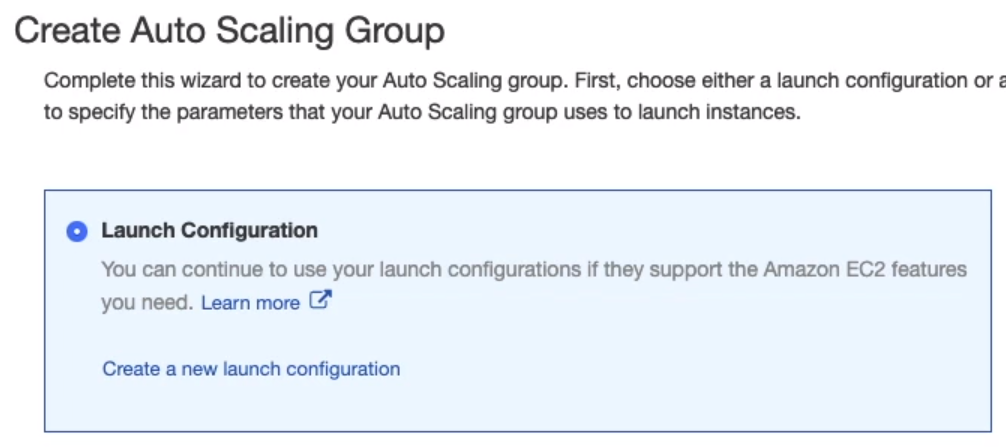 Create Auto Scaling Group
Complete this wizard to create your Auto Scaling group. First, choose either a launch configuration or
to specify the parameters that your Auto Scaling group uses to launch instances.
Launch Configuration
You can continue to use your launch configurations if they support the Amazon EC2 features
you need. Learn more
Create a new launch configuration